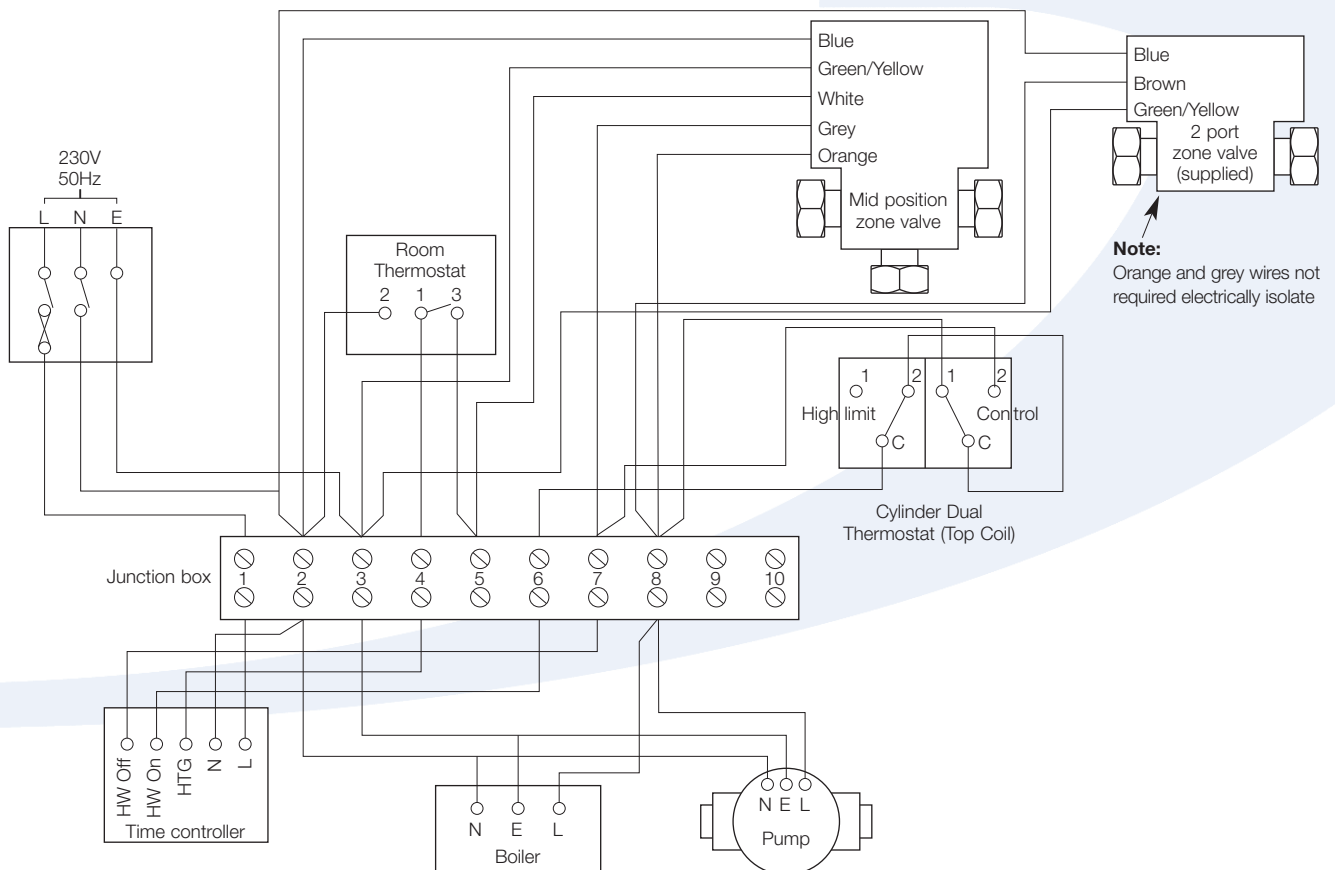 230V
50Hz
L N E
Room
Thermostat
2 1 3
Blue
Green/Yellow
White
Grey
Orange
Mid position
zone valve
Blue
Brown
Green/Yellow
2 port
zone valve
(supplied)
Note:
Orange and grey wires not
required electrically isolate
1 2 1 2
High limit Control
C C
Cylinder Dual
Thermostat (Top Coil)
Junction box
1 2 3 4 5 6 7 8 9 10
HW Off
HW On
HTG
N
L
Time controller
N E L
Boiler
N E L
Pump